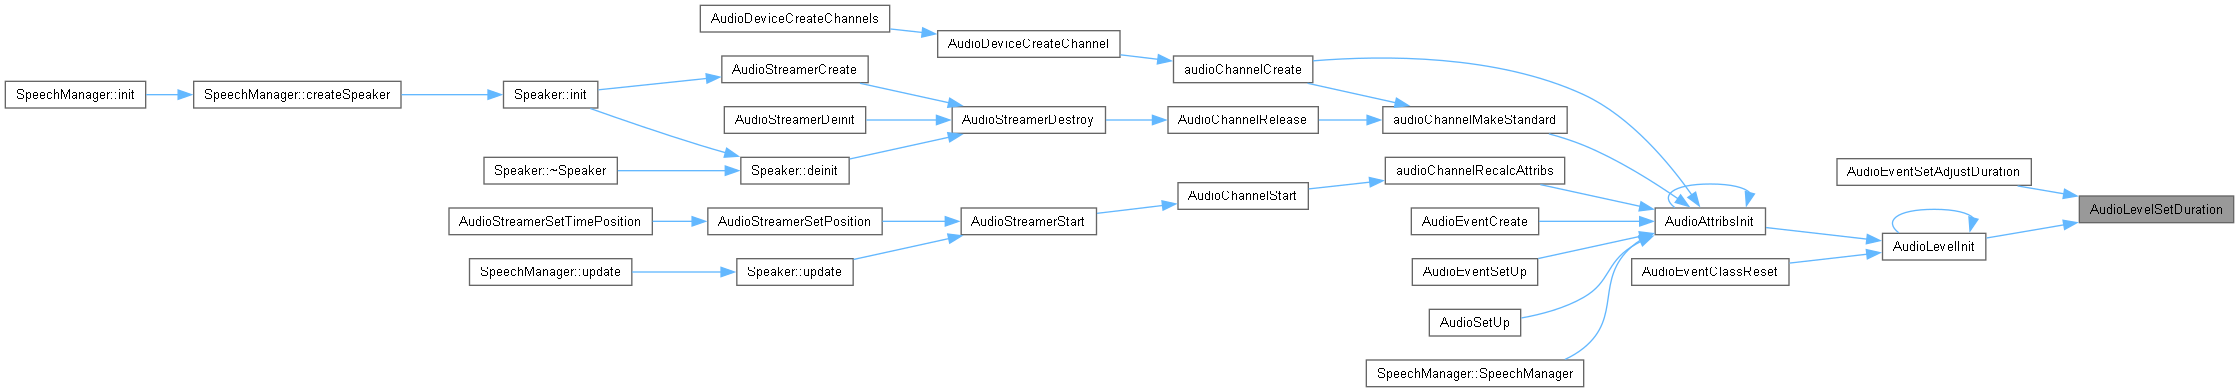 AudioDeviceCreateChannels
AudioDeviceCreateChannel
AudioStreamerCreate
audioChannelCreate
SpeechManager::init
SpeechManager::createSpeaker
Speaker::init
AudioStreamerDeinit
AudioStreamerDestroy
AudioChannelRelease
audioChannelMakeStandard
Speaker::~Speaker
Speaker::deinit
audioChannelRecalcAttribs
AudioEventSetAdjustDuration
AudioChannelStart
AudioLevelSetDuration
AudioStreamerSetTimePosition
AudioStreamerSetPosition
AudioStreamerStart
AudioEventCreate
AudioAttribsInit
AudioLevelInit
SpeechManager::update
Speaker::update
AudioEventSetUp
AudioEventClassReset
AudioSetUp
SpeechManager::SpeechManager